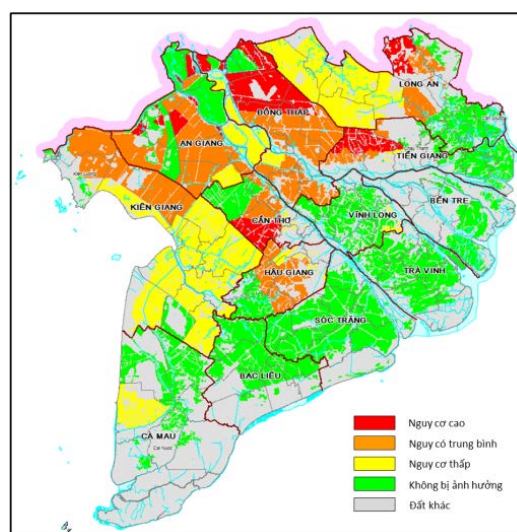 LONG AN
ĐỒNG THÁP
AN GIANG
TIỀN GIANG
KIÊN GIANG
CẦN THƠ
VĨNH LONG
BẾN TRE
HẬU GIANG
TRÀ VINH
SÓC TRĂNG
BẠC LIÊU
CÀ MAU
Nguy cơ cao
Nguy có trung bình
Nguy cơ thấp
Không bị ảnh hưởng
Đất khác